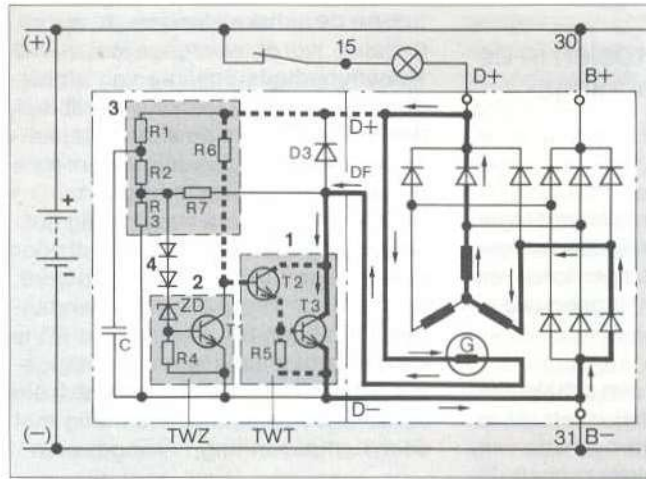 (+)
15
30
D+
B+
3
R1
R2
R
3
R6
D+
D3
DF
R7
4
1
2
T2
ZD
T1
T3
R4
R5
C
G
D−
(−)
TWZ
TWT
31
B−
+
-